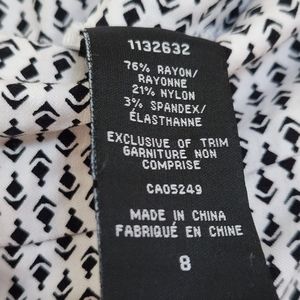 1132632
76% RAYON/
RAYONNE
21% NYLON
3% SPANDEX/
ÉLASTHANNE
EXCLUSIVE OF TRIM
GARNITURE NON
COMPRISE
CA05249
MADE IN CHINA
FABRIQUÉ EN CHINE
8